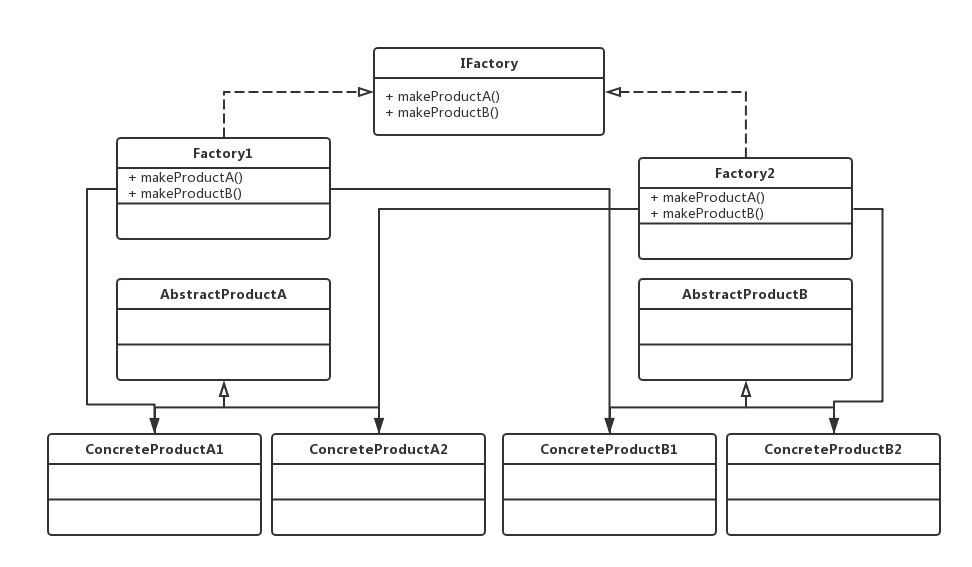 IFactory
+ makeProductA()
+ makeProductB()
Factory1
+ makeProductA()
+ makeProductB()
Factory2
+ makeProductA()
+ makeProductB()
AbstractProductA
AbstractProductB
ConcreteProductA1
ConcreteProductA2
ConcreteProductB1
ConcreteProductB2